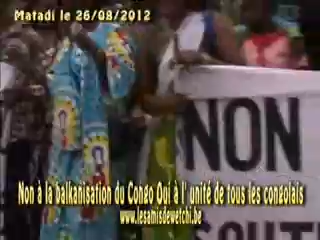 Matadi le 26/08/2012
NON
Non à la balkanisation du Congo Oui à l' unité de tous les congolais
www.lesamisdewetchi.be